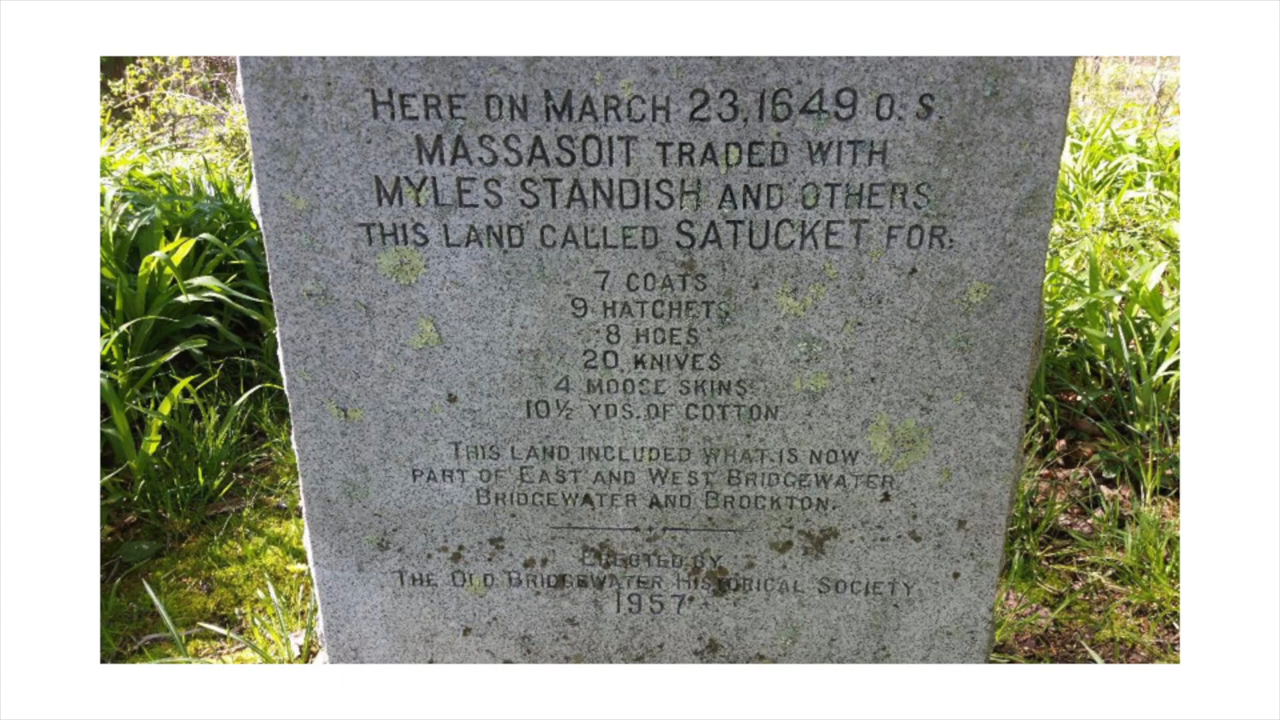 HERE ON MARCH 23, 1649 O. S.
MASSASOIT TRADED WITH
MYLES STANDISH AND OTHERS
THIS LAND CALLED SATUCKET FOR:
7 COATS
9 HATCHETS
8 HOES
20 KNIVES
4 MOOSE SKINS
10½ YDS. OF COTTON
THIS LAND INCLUDED WHAT IS NOW
PART OF EAST AND WEST BRIDGEWATER,
BRIDGEWATER AND BROCKTON.
ERECTED BY
THE OLD BRIDGEWATER HISTORICAL SOCIETY
1957